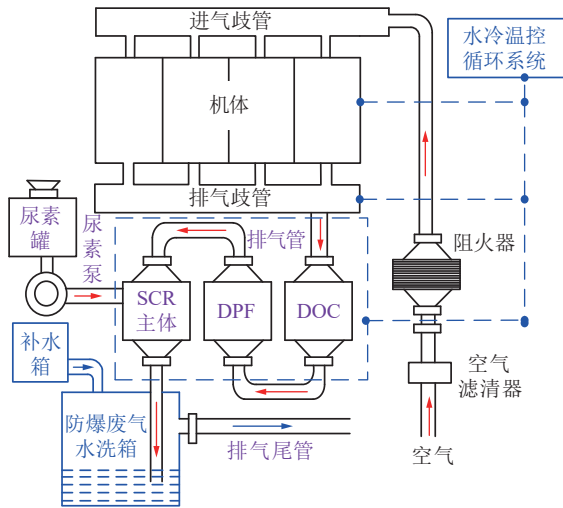 进气歧管
水冷温控
循环系统
机体
排气歧管
尿素
罐
尿
素
泵
排气管
阻火器
SCR
主体
DPF
DOC
补水
箱
空气
滤清器
防爆废气
水洗箱
排气尾管
空气